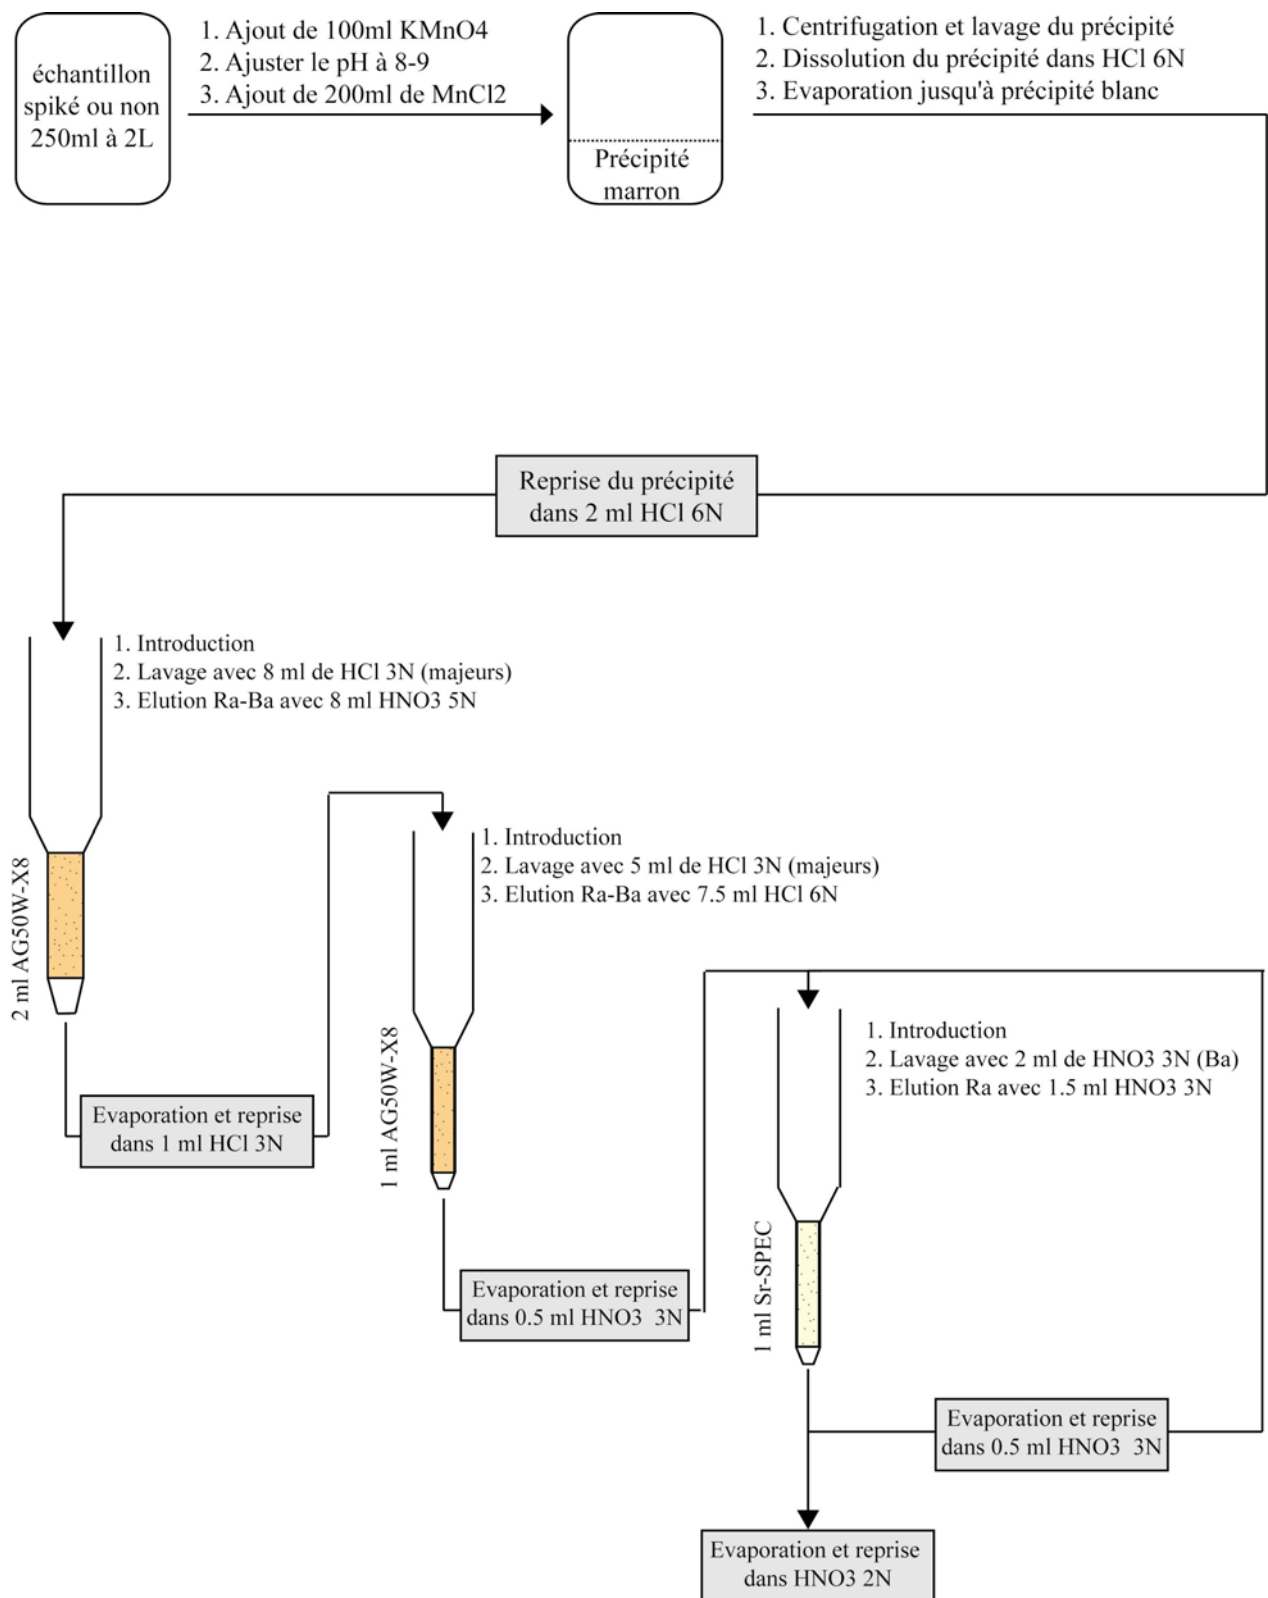 échantillon
spiké ou non
250ml à 2L
1. Ajout de 100ml KMnO4
2. Ajuster le pH à 8-9
3. Ajout de 200ml de MnCl2
Précipité
marron
1. Centrifugation et lavage du précipité
2. Dissolution du précipité dans HCl 6N
3. Evaporation jusqu'à précipité blanc
Reprise du précipité
dans 2 ml HCl 6N
1. Introduction
2. Lavage avec 8 ml de HCl 3N (majeurs)
3. Elution Ra-Ba avec 8 ml HNO3 5N
2 ml AG50W-X8
Evaporation et reprise
dans 1 ml HCl 3N
1. Introduction
2. Lavage avec 5 ml de HCl 3N (majeurs)
3. Elution Ra-Ba avec 7.5 ml HCl 6N
1 ml AG50W-X8
Evaporation et reprise
dans 0.5 ml HNO3 3N
1. Introduction
2. Lavage avec 2 ml de HNO3 3N (Ba)
3. Elution Ra avec 1.5 ml HNO3 3N
1 ml Sr-SPEC
Evaporation et reprise
dans 0.5 ml HNO3 3N
Evaporation et reprise
dans HNO3 2N